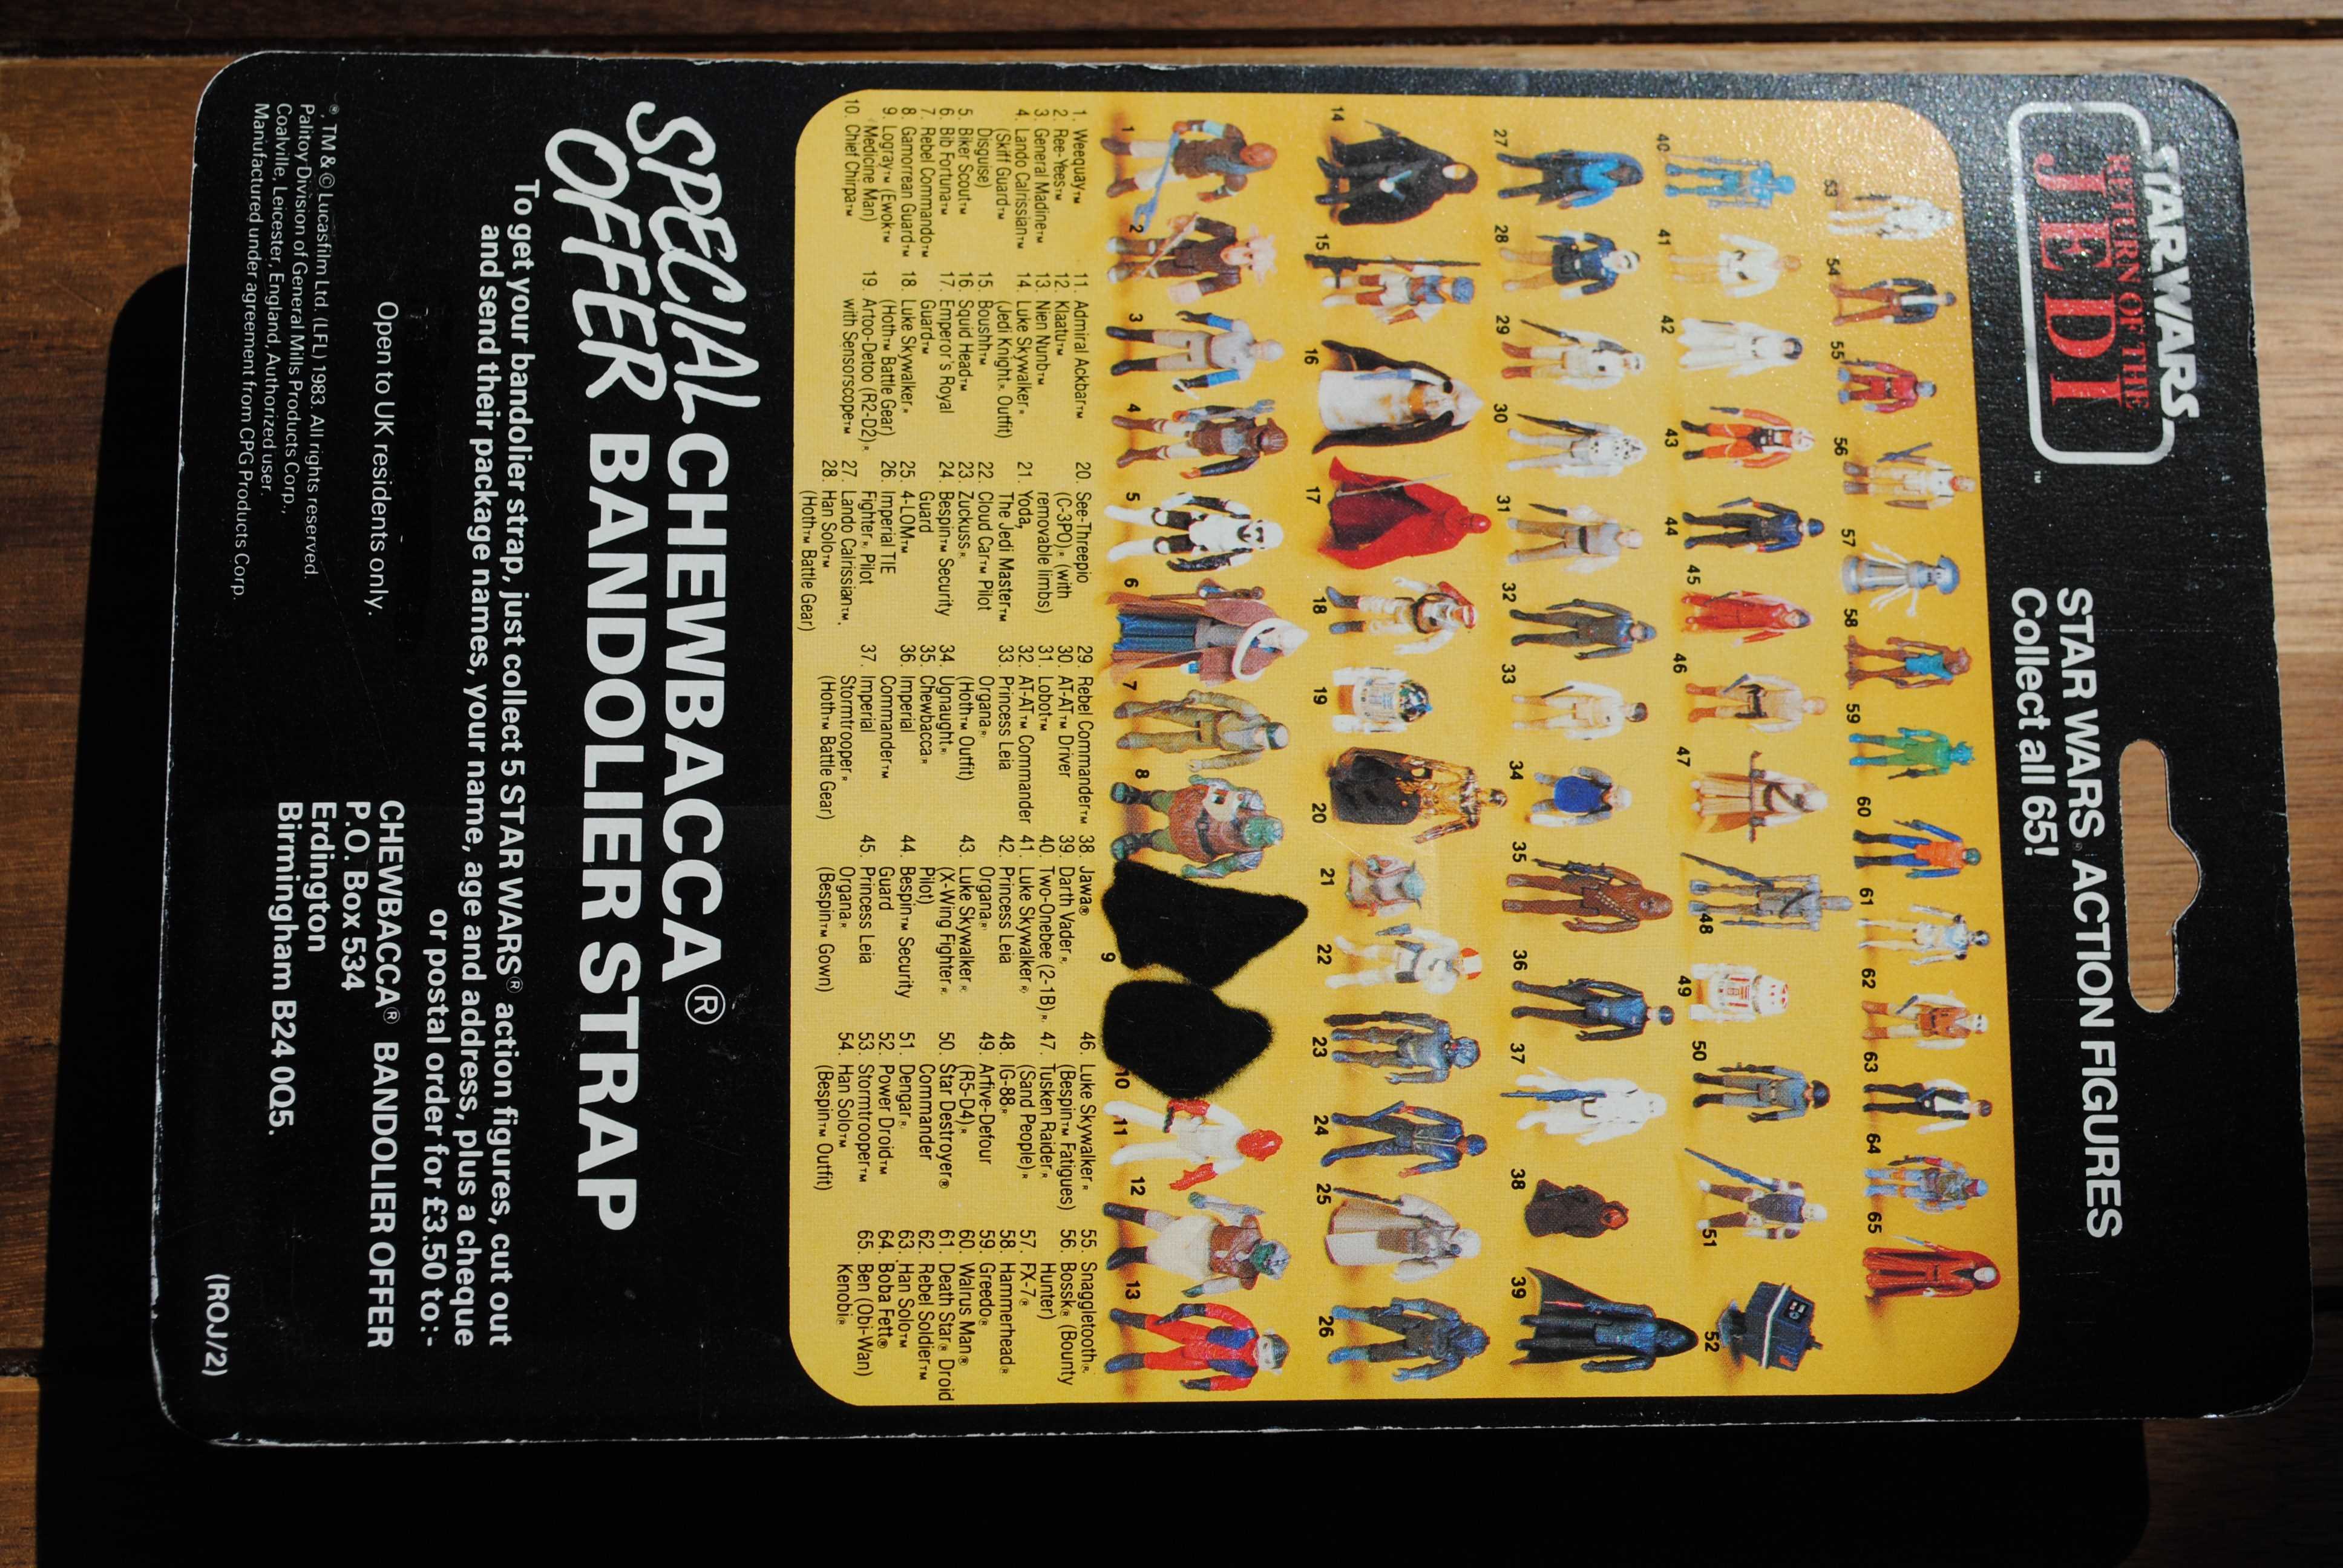 STAR WARS
RETURN OF THE
JEDI
™
STAR WARS® ACTION FIGURES
Collect all 65!
53 54 55 56 57 58 59 60 61 62 63 64 65
40 41 42 43 44 45 46 47 48 49 50 51 52
27 28 29 30 31 32 33 34 35 36 37 38 39
14 15 16 17 18 19 20 21 22 23 24 25 26
1 2 3 4 5 6 7 8 9 10 11 12 13
1. Weequay™
2. Ree-Yees™
3. General Madine™
4. Lando Calrissian™
(Skiff Guard™
Disguise)
5. Biker Scout™
6. Bib Fortuna™
7. Rebel Commando™
8. Gamorrean Guard™
9. Logray™ (Ewok™
Medicine Man)
10. Chief Chirpa™
11. Admiral Ackbar™
12. Klaatu™
13. Nien Nunb™
14. Luke Skywalker®
(Jedi Knight® Outfit)
15. Boushh™
16. Squid Head™
17. Emperor's Royal
Guard™
18. Luke Skywalker®
(Hoth™ Battle Gear)
19. Artoo-Detoo (R2-D2)®
with Sensorscope™
20. See-Threepio
(C-3PO)® (with
removable limbs)
21. Yoda,
The Jedi Master™
22. Cloud Car™ Pilot
23. Zuckuss®
24. Bespin™ Security
Guard
25. 4-LOM™
26. Imperial TIE
Fighter® Pilot
27. Lando Calrissian™.
28. Han Solo™
(Hoth™ Battle Gear)
29. Rebel Commander™
30. AT-AT™ Driver
31. Lobot™
32. AT-AT™ Commander
33. Princess Leia
Organa®
(Hoth™ Outfit)
34. Ugnaught®
35. Chewbacca®
36. Imperial
Commander™
37. Imperial
Stormtrooper®
(Hoth™ Battle Gear)
38. Jawa®
39. Darth Vader®
40. Two-Onebee (2-1B)®
41. Luke Skywalker®
42. Princess Leia
Organa®
43. Luke Skywalker®
(X-Wing Fighter®
Pilot)
44. Bespin™ Security
Guard
45. Princess Leia
Organa®
(Bespin™ Gown)
46. Luke Skywalker®
(Bespin™ Fatigues)
47. Tusken Raider®
(Sand People)®
48. IG-88®
49. Arfive-Defour
(R5-D4)®
50. Star Destroyer®
Commander
51. Dengar®
52. Power Droid™
53. Stormtrooper™
54. Han Solo™
(Bespin™ Outfit)
55. Snaggletooth®
56. Bossk® (Bounty
Hunter)
57. FX-7®
58. Hammerhead®
59. Greedo®
60. Walrus Man®
61. Death Star® Droid
62. Rebel Soldier™
63. Han Solo™
64. Boba Fett®
65. Ben (Obi-Wan)
Kenobi®
SPECIAL CHEWBACCA®
OFFER BANDOLIER STRAP
To get your bandolier strap, just collect 5 STAR WARS® action figures, cut out
and send their package names, your name, age and address, plus a cheque
or postal order for £3.50 to:-
CHEWBACCA® BANDOLIER OFFER
P.O. Box 534
Erdington
Birmingham B24 0Q5.
Open to UK residents only.
®, TM & © Lucasfilm Ltd. (LFL) 1983. All rights reserved.
Palitoy Division of General Mills Products Corp.,
Coalville, Leicester, England, Authorized user.
Manufactured under agreement from CPG Products Corp.
(ROJ/2)